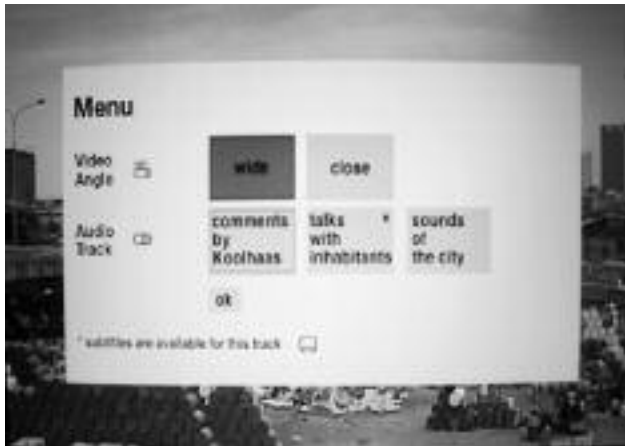 Menu
Video
Angle
wide
close
Audio
Track
comments
by
Koolhaas
talks *
with
inhabitants
sounds
of
the city
ok
* subtitles are available for this track